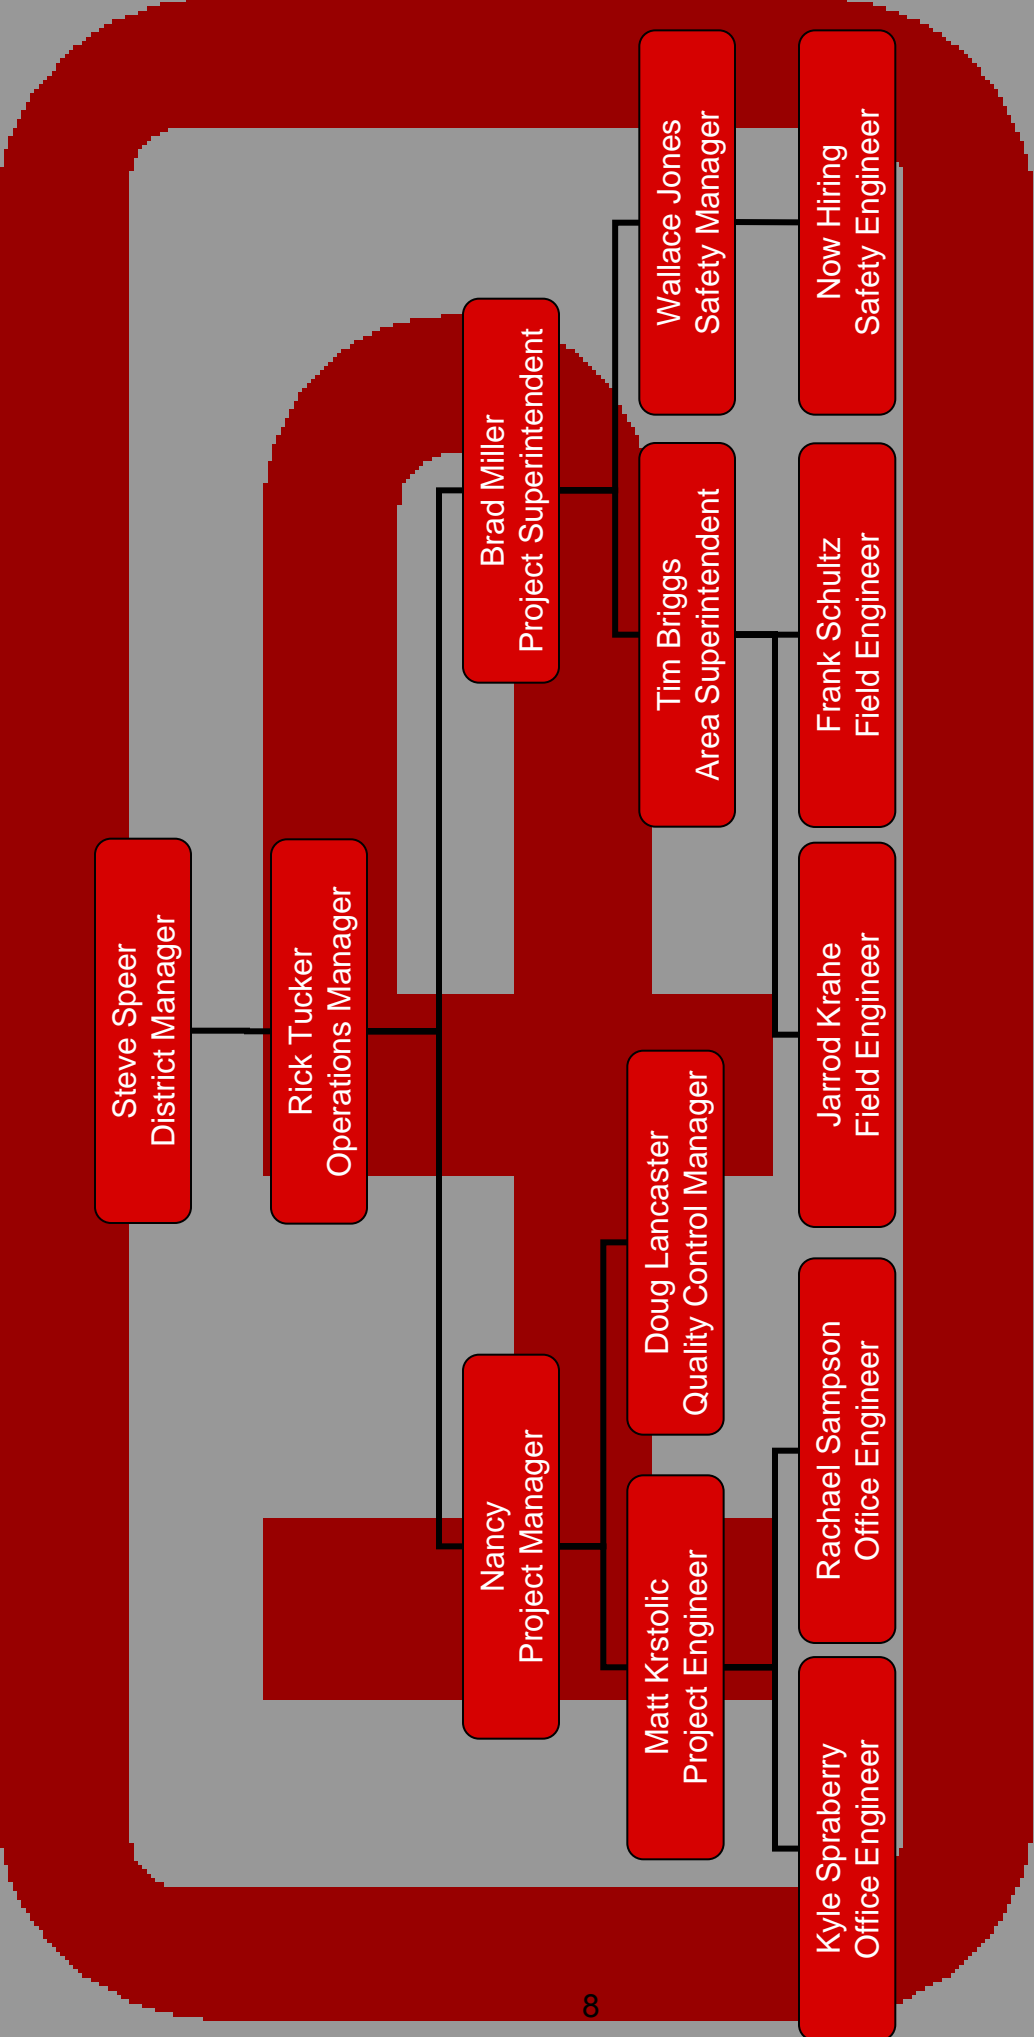 Steve Speer
District Manager
Rick Tucker
Operations Manager
Nancy
Project Manager
Brad Miller
Project Superintendent
Matt Krstolic
Project Engineer
Doug Lancaster
Quality Control Manager
Tim Briggs
Area Superintendent
Wallace Jones
Safety Manager
Kyle Spraberry
Office Engineer
Rachael Sampson
Office Engineer
Jarrod Krahe
Field Engineer
Frank Schultz
Field Engineer
Now Hiring
Safety Engineer
8